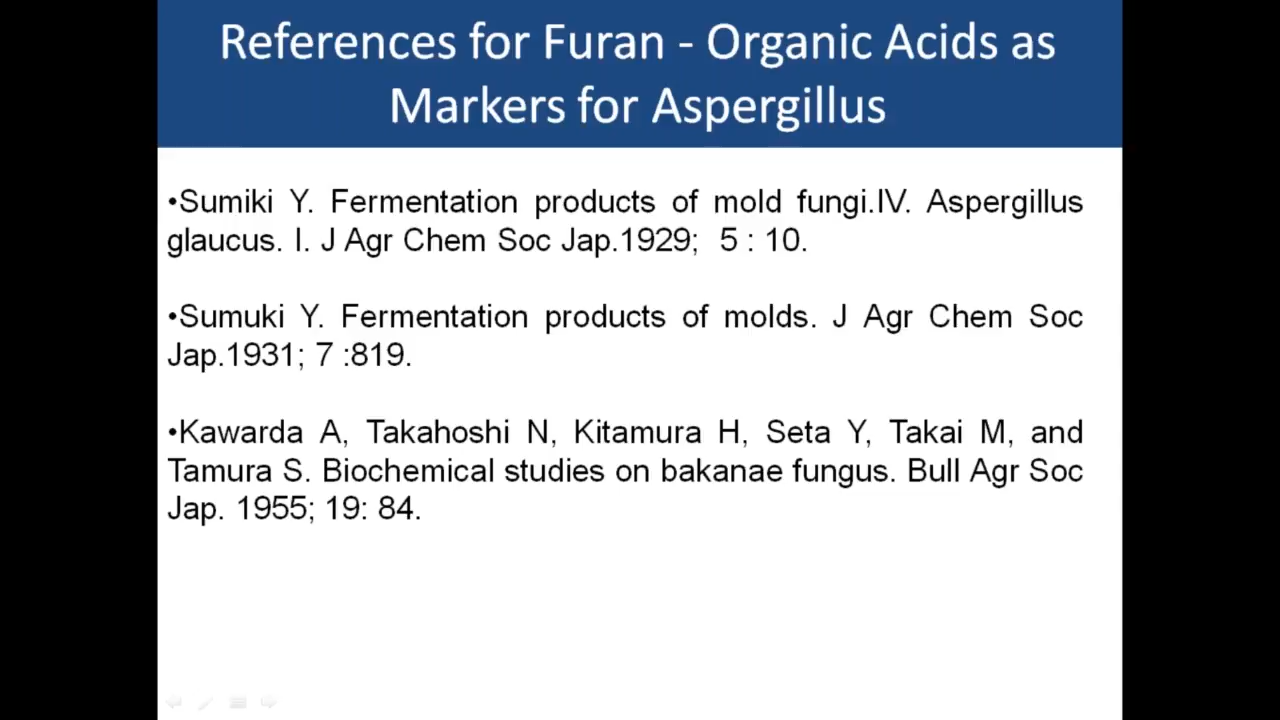 References for Furan - Organic Acids as
Markers for Aspergillus
•Sumiki Y. Fermentation products of mold fungi.IV. Aspergillus
glaucus. I. J Agr Chem Soc Jap.1929; 5 : 10.
•Sumuki Y. Fermentation products of molds. J Agr Chem Soc
Jap.1931; 7 :819.
•Kawarda A, Takahoshi N, Kitamura H, Seta Y, Takai M, and
Tamura S. Biochemical studies on bakanae fungus. Bull Agr Soc
Jap. 1955; 19: 84.